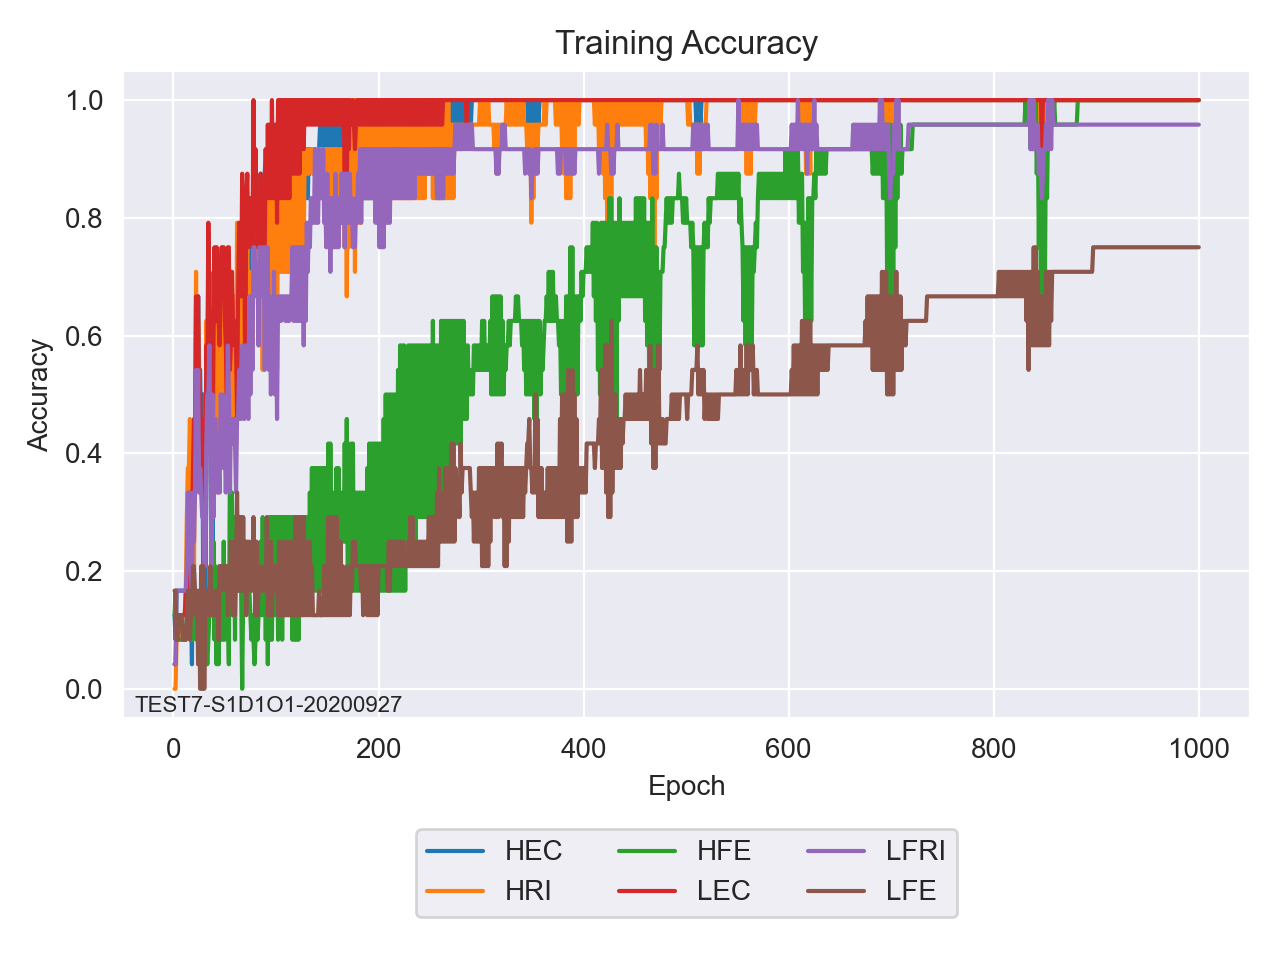 Training Accuracy
Accuracy
1.0
0.8
0.6
0.4
0.2
0.0
TEST7-S1D1O1-20200927
0 200 400 600 800 1000
Epoch
HEC HFE LFRI
HRI LEC LFE